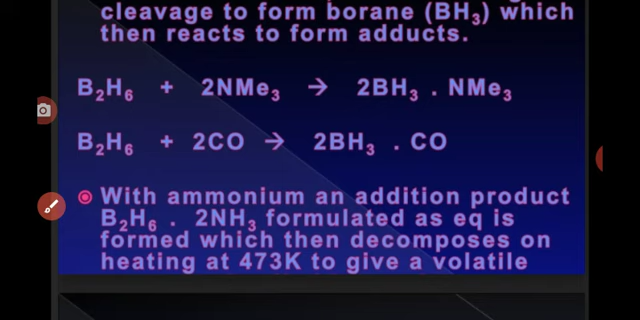 cleavage to form borane (BH₃) which
then reacts to form adducts.
B₂H₆ + 2NMe₃ → 2BH₃ . NMe₃
B₂H₆ + 2CO → 2BH₃ . CO
With ammonium an addition product
B₂H₆ . 2NH₃ formulated as eq is
formed which then decomposes on
heating at 473K to give a volatile